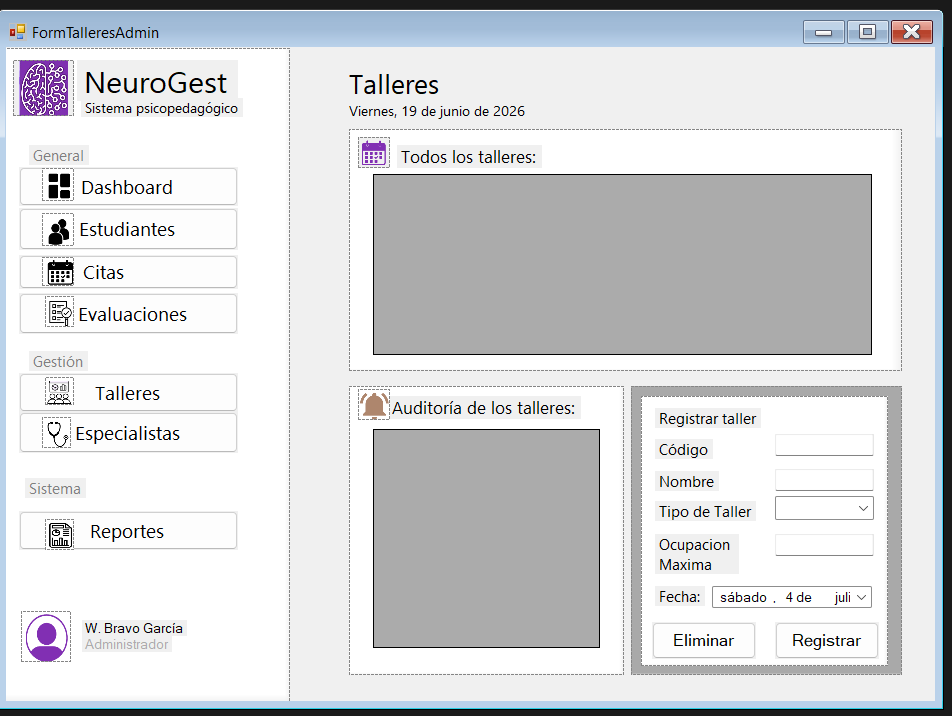 FormTalleresAdmin
NeuroGest
Sistema psicopedagógico
General
Dashboard
Estudiantes
Citas
Evaluaciones
Gestión
Talleres
Especialistas
Sistema
Reportes
W. Bravo García
Administrador
Talleres
Viernes, 19 de junio de 2026
Todos los talleres:
Auditoría de los talleres:
Registrar taller
Código
Nombre
Tipo de Taller
Ocupacion
Maxima
Fecha: sábado , 4 de juli
Eliminar Registrar